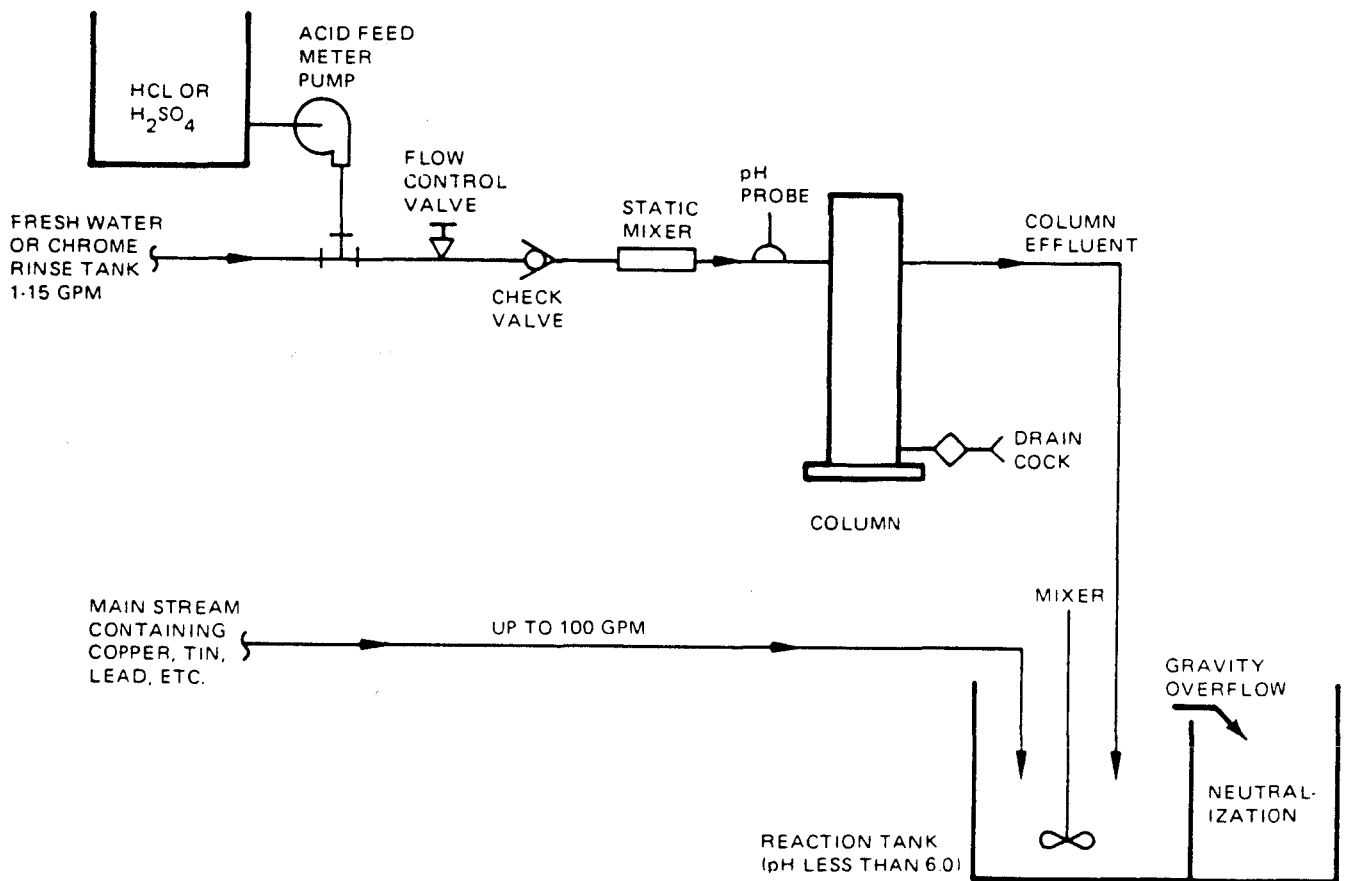 ACID FEED
METER
PUMP
HCL OR
H₂SO₄
FLOW
CONTROL
VALVE
pH
PROBE
STATIC
MIXER
FRESH WATER
OR CHROME
RINSE TANK
1-15 GPM
COLUMN
EFFLUENT
CHECK
VALVE
DRAIN
COCK
COLUMN
MIXER
MAIN STREAM
CONTAINING
COPPER, TIN,
LEAD, ETC.
UP TO 100 GPM
GRAVITY
OVERFLOW
NEUTRAL-
IZATION
REACTION TANK
(pH LESS THAN 6.0)